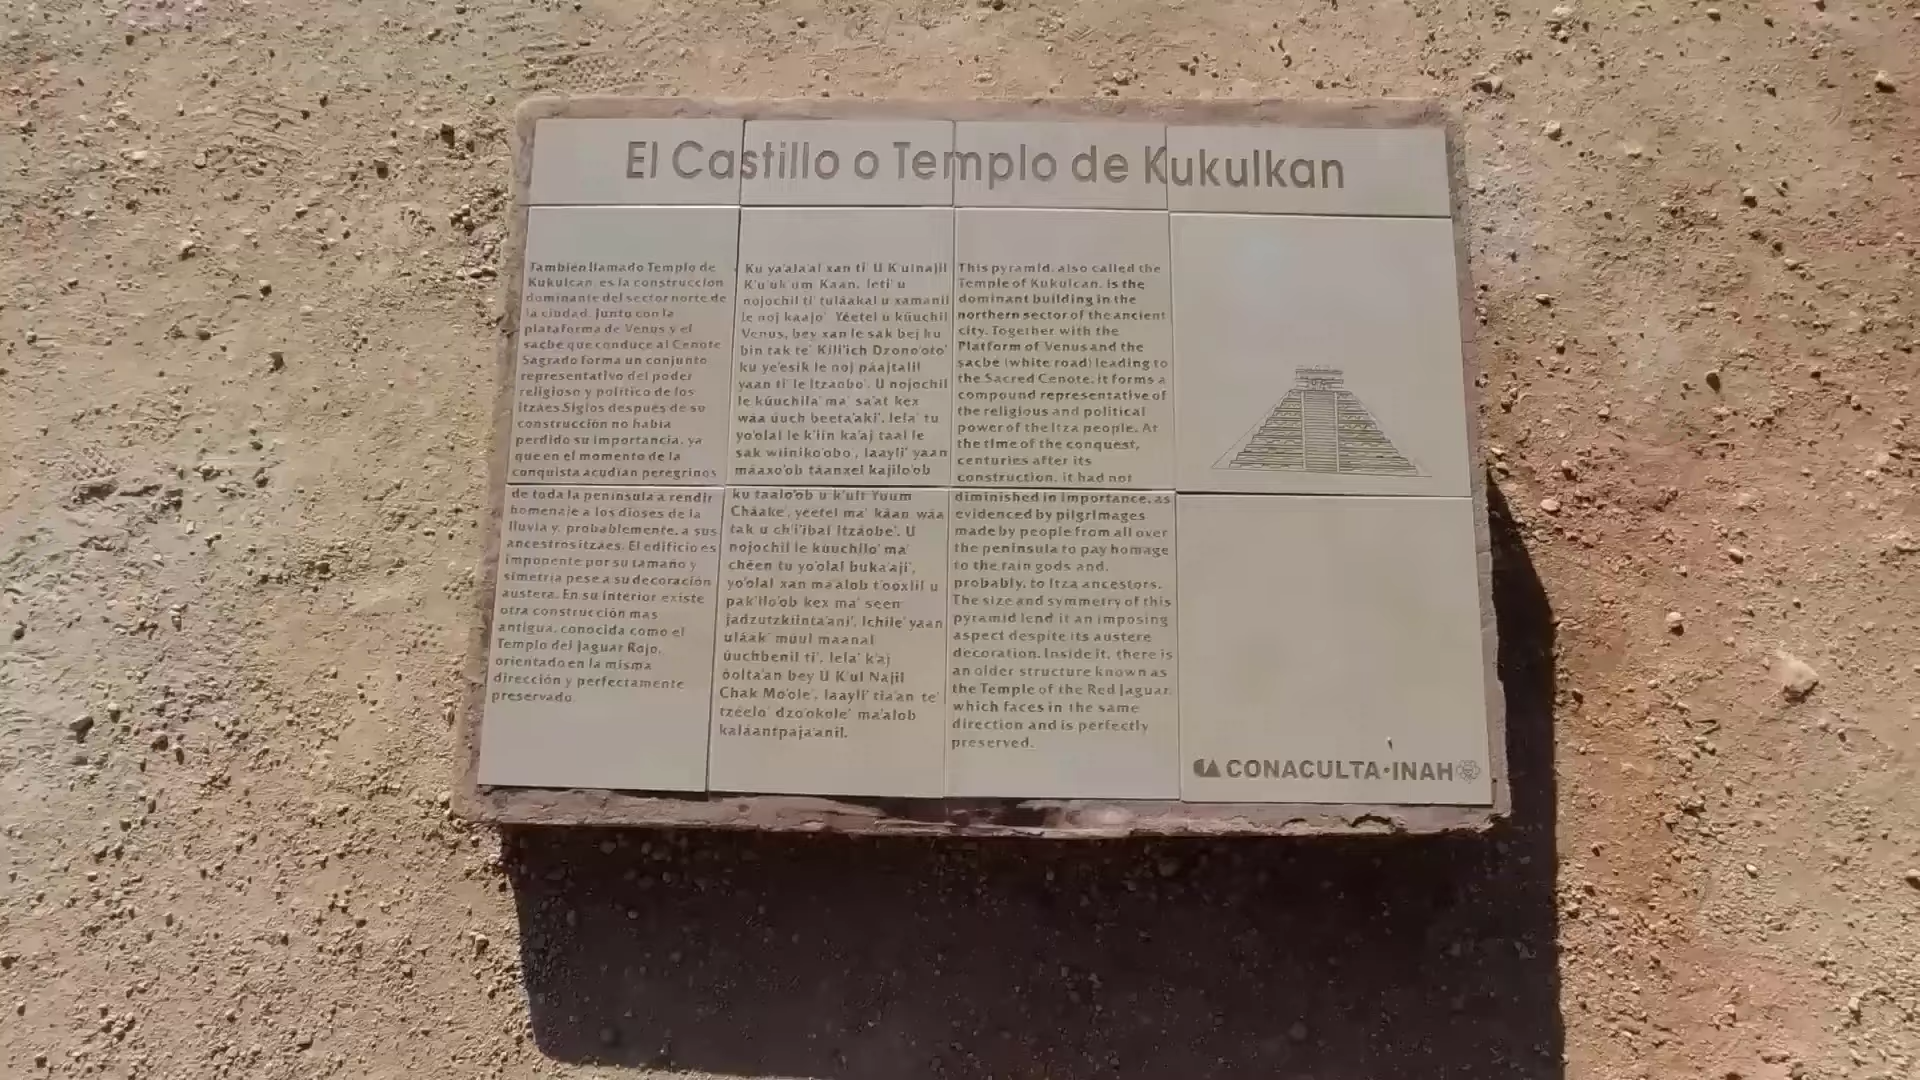 El Castillo o Templo de Kukulkan
También llamado Templo de
Kukulcan, es la construcción
dominante del sector norte de
la ciudad. Junto con la
plataforma de Venus y el
sacbé que conduce al Cenote
Sagrado forma un conjunto
representativo del poder
religioso y político de los
itzáes. Siglos después de su
construcción no había
perdido su importancia, ya
que en el momento de la
conquista acudían peregrinos
de toda la península a rendir
homenaje a los dioses de la
lluvia y, probablemente, a sus
ancestros itzáes. El edificio es
imponente por su tamaño y
simetría pese a su decoración
austera. En su interior existe
otra construcción mas
antigua, conocida como el
Templo del Jaguar Rojo,
orientado en la misma
dirección y perfectamente
preservado.
Ku ya'ala'al xan ti' U K'uinajil
K'u'uk'um Kaan, leti' u
nojochil ti' tuláakal u xamanil
le noj kaajo' Yéetel u kúuchil
Venus, bey xan le sak bej ku
bin tak te' Kili'ich Dzono'oto'
ku ye'esik le noj páajtalil
yaan ti' le Itzaobo'. U nojochil
le kúuchila' ma' sa'at kex
wáa úuch beeta'aki', lela' tu
yo'olal le k'iin ka'aj taal le
sak wiiniko'obo', laayli' yaan
máaxo'ob táanxel kajilo'ob
ku taalo'ob u k'ult Yuum
Cháake', yéetel ma' káan wáa
tak u ch'i'ibal Itzáobe'. U
nojochil le kúuchilo' ma'
chéen tu yo'olal buka'aji',
yo'olal xan ma'alob t'ooxlil u
pak'ilo'ob kex ma' seen
jadzutzkiinta'ani'. Ichile' yaan
uláak' múul maanal
úuchbenil ti', lela' k'aj
óolta'an bey U K'ul Najil
Chak Mo'ole', laayli' tia'an te'
tzeelo' dzo'okole' ma'alob
kaláantpaja'anil.
This pyramid, also called the
Temple of Kukulcan, is the
dominant building in the
northern sector of the ancient
city. Together with the
Platform of Venus and the
sacbé (white road) leading to
the Sacred Cenote, it forms a
compound representative of
the religious and political
power of the Itza people. At
the time of the conquest,
centuries after its
construction, it had not
diminished in importance, as
evidenced by pilgrimages
made by people from all over
the peninsula to pay homage
to the rain gods and,
probably, to Itza ancestors.
The size and symmetry of this
pyramid lend it an imposing
aspect despite its austere
decoration. Inside it, there is
an older structure known as
the Temple of the Red Jaguar,
which faces in the same
direction and is perfectly
preserved.
CONACULTA·INAH